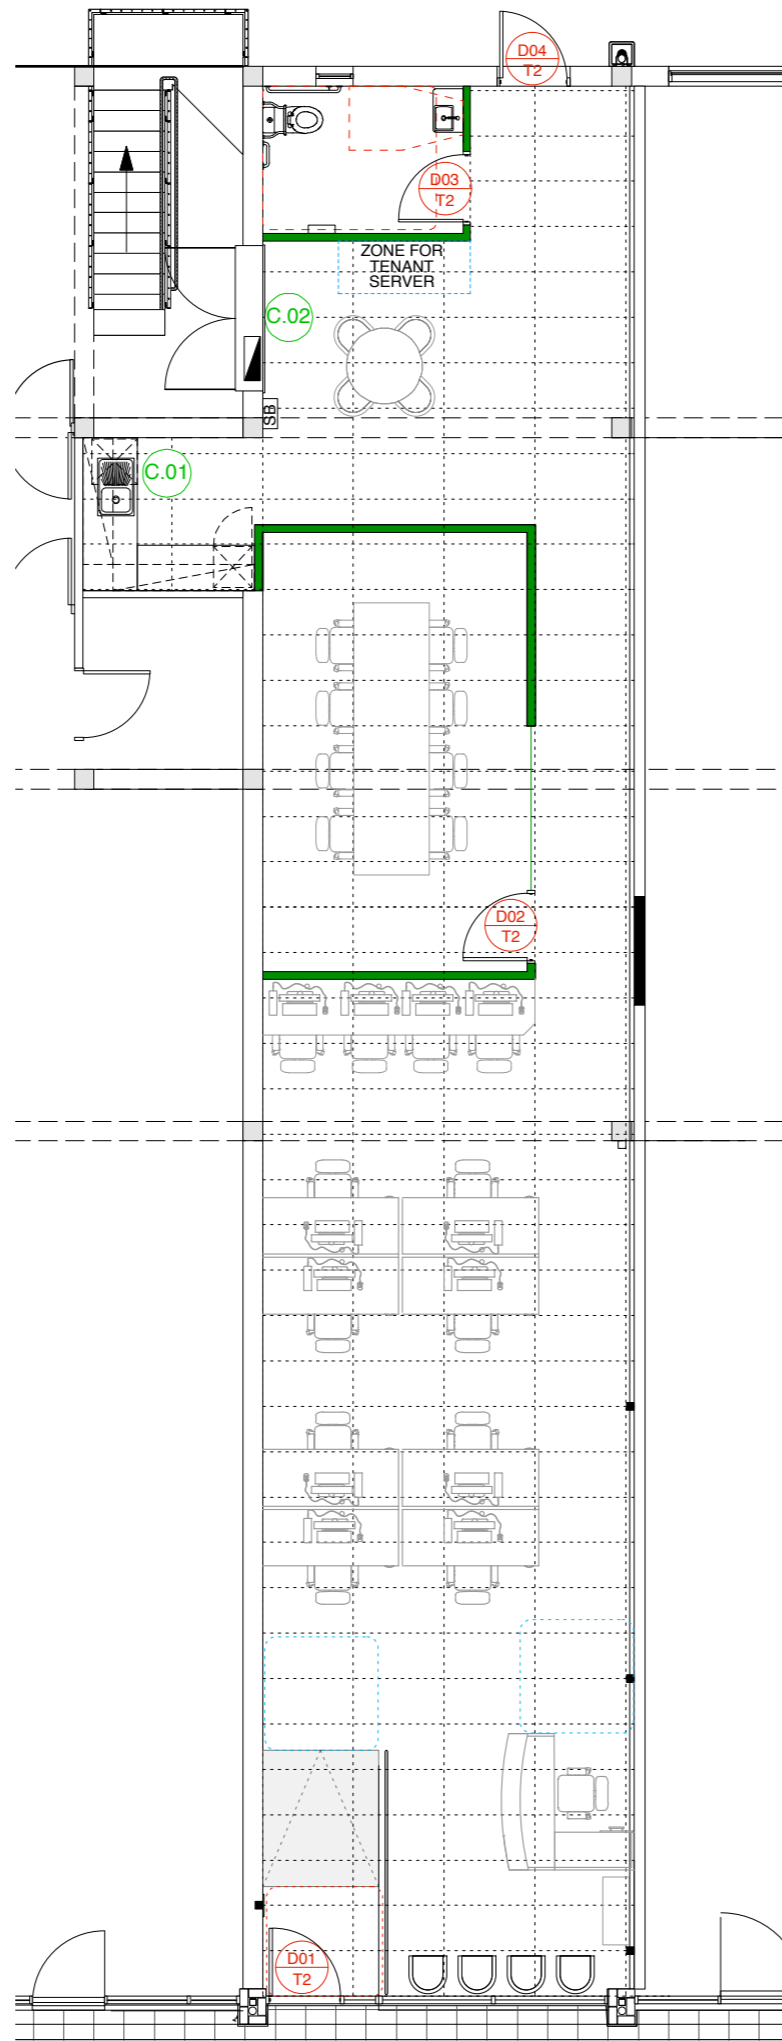 D04
T2
D03
T2
ZONE FOR
TENANT
SERVER
C.02
SB
C.01
D02
T2
D01
T2